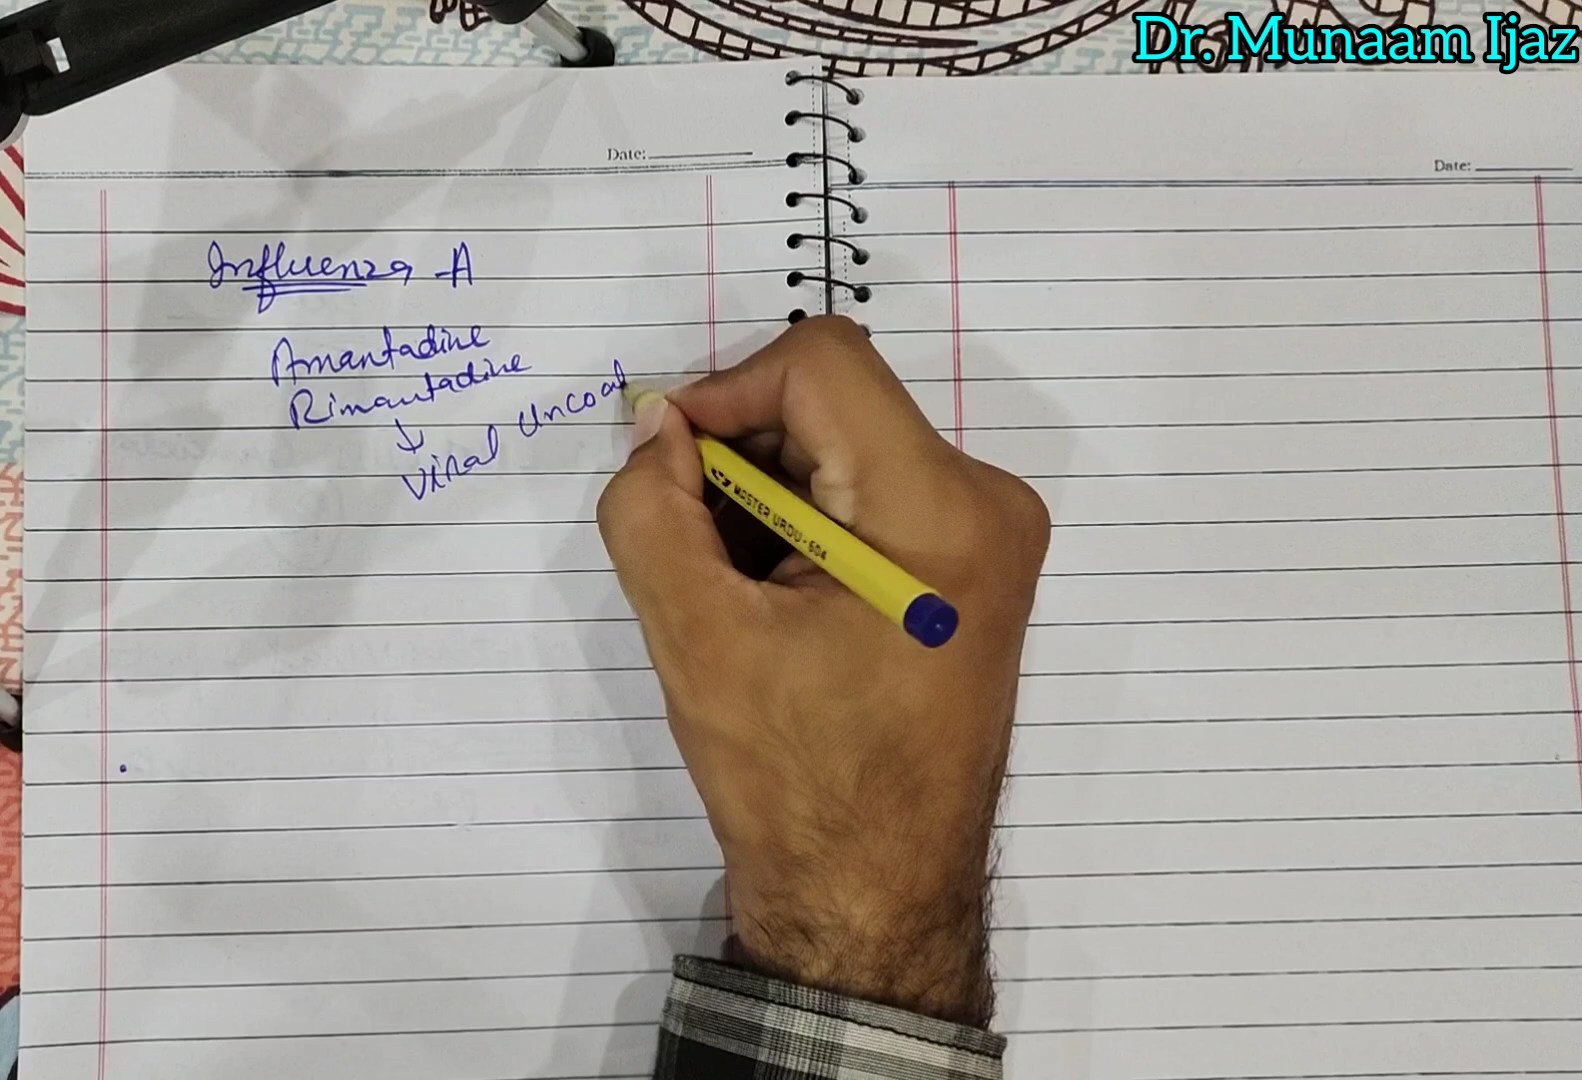 Dr. Munaam Ijaz
Date:
Date:
Influenza -A
Amantadine
Rimantadine
↓
Viral Uncoat
MASTER URDU - 604